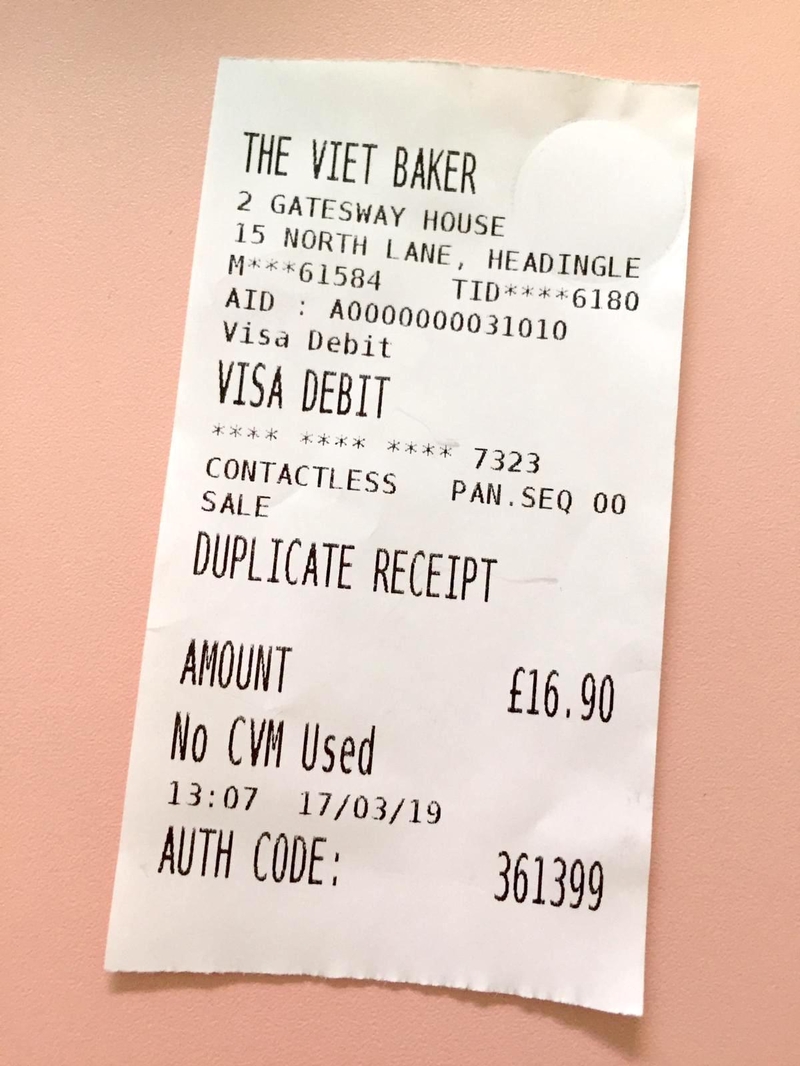 THE VIET BAKER
2 GATESWAY HOUSE
15 NORTH LANE, HEADINGLE
M***61584 TID****6180
AID : A0000000031010
Visa Debit
VISA DEBIT
**** **** **** 7323
CONTACTLESS PAN.SEQ 00
SALE
DUPLICATE RECEIPT
AMOUNT £16.90
No CVM Used
13:07 17/03/19
AUTH CODE: 361399